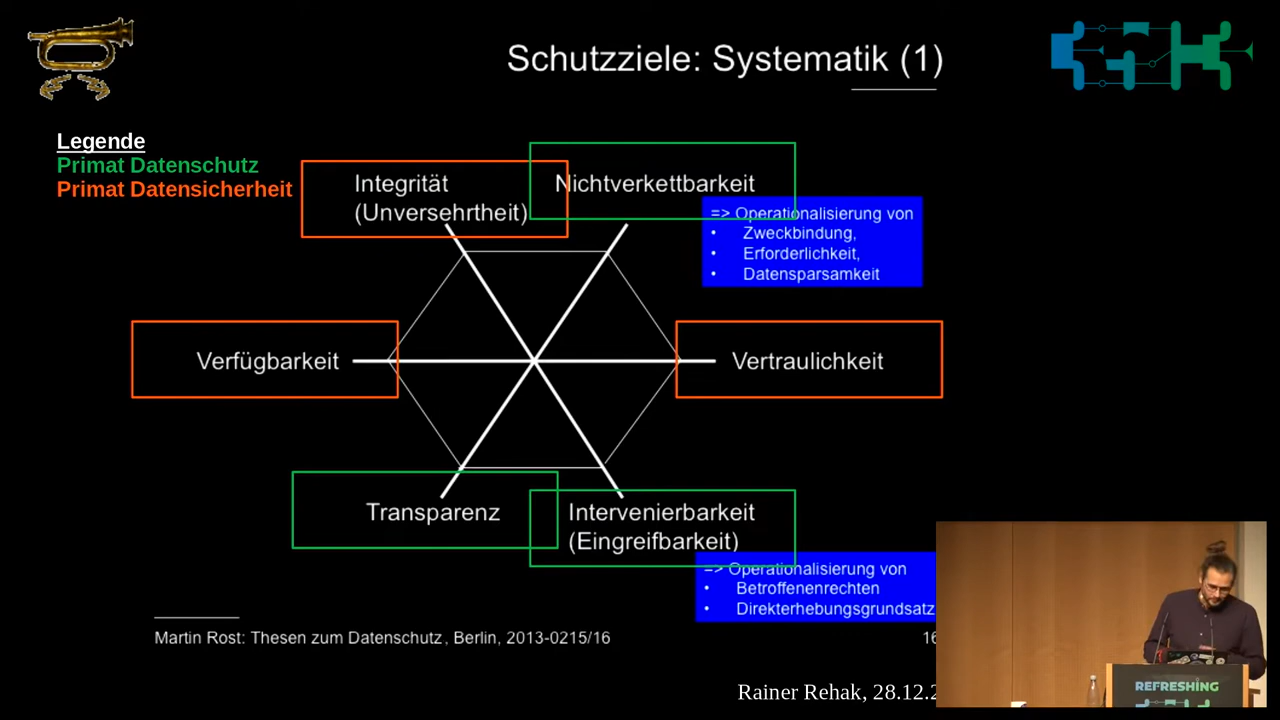 Schutzziele: Systematik (1)
Legende
Primat Datenschutz
Primat Datensicherheit
Integrität
(Unversehrtheit)
Nichtverkettbarkeit
=> Operationalisierung von
• Zweckbindung,
• Erforderlichkeit,
• Datensparsamkeit
Verfügbarkeit
Vertraulichkeit
Transparenz
Intervenierbarkeit
(Eingreifbarkeit)
=> Operationalisierung von
• Betroffenenrechten
• Direkterhebungsgrundsatz
Martin Rost: Thesen zum Datenschutz, Berlin, 2013-0215/16
16
Rainer Rehak, 28.12.2
REFRESHING